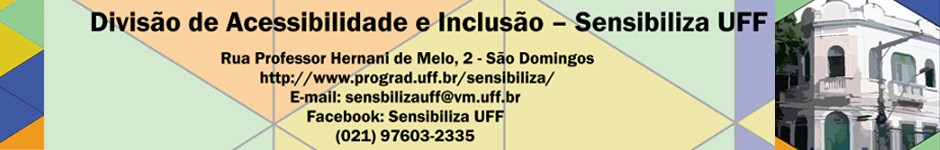 Divisão de Acessibilidade e Inclusão – Sensibiliza UFF
Rua Professor Hernani de Melo, 2 - São Domingos
http://www.prograd.uff.br/sensibiliza/
E-mail: sensbilizauff@vm.uff.br
Facebook: Sensibiliza UFF
(021) 97603-2335